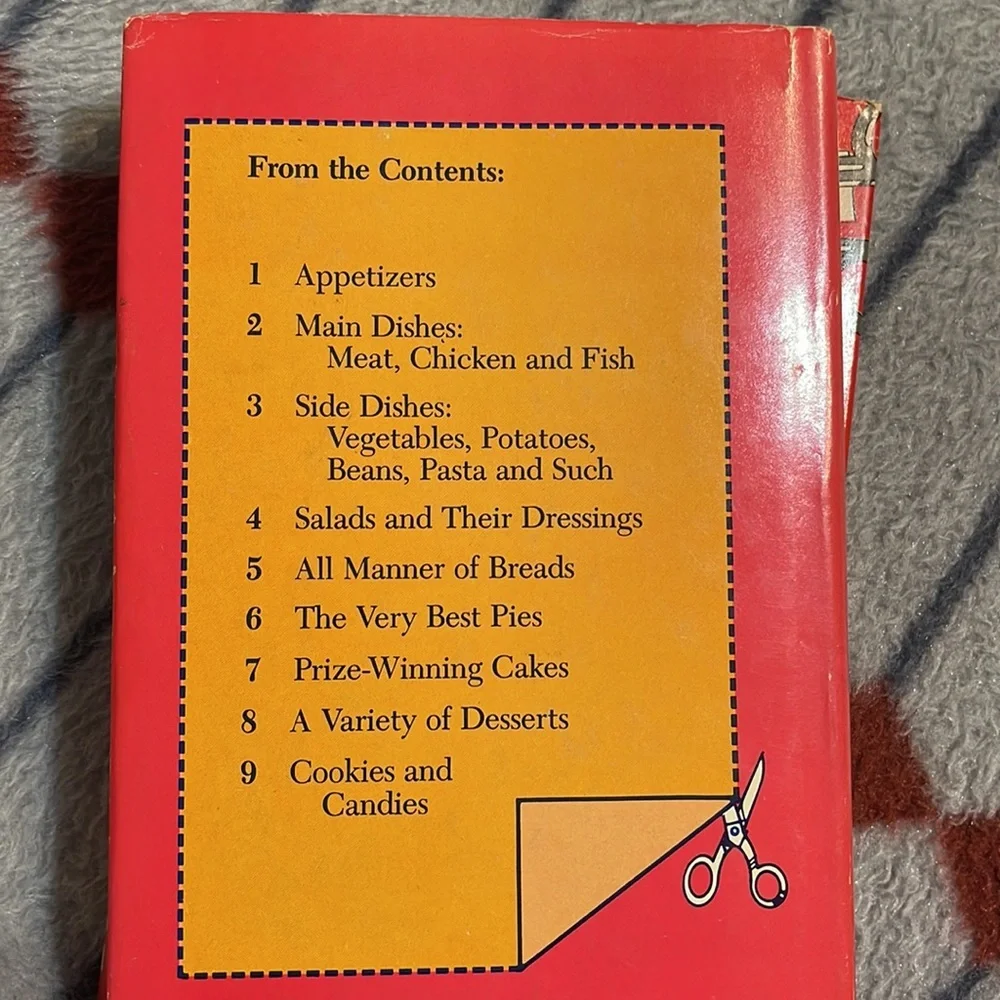 From the Contents:
1 Appetizers
2 Main Dishes:
Meat, Chicken and Fish
3 Side Dishes:
Vegetables, Potatoes,
Beans, Pasta and Such
4 Salads and Their Dressings
5 All Manner of Breads
6 The Very Best Pies
7 Prize-Winning Cakes
8 A Variety of Desserts
9 Cookies and
Candies